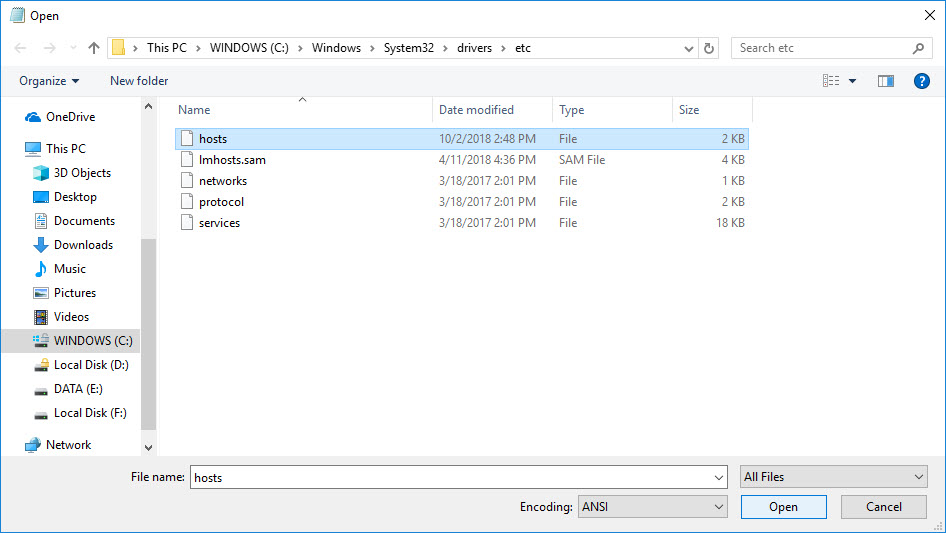 Open
This PC > WINDOWS (C:) > Windows > System32 > drivers > etc
Search etc
Organize
New folder
Name Date modified Type Size
OneDrive
This PC
3D Objects
Desktop
Documents
Downloads
Music
Pictures
Videos
WINDOWS (C:)
Local Disk (D:)
DATA (E:)
Local Disk (F:)
Network
hosts 10/2/2018 2:48 PM File 2 KB
lmhosts.sam 4/11/2018 4:36 PM SAM File 4 KB
networks 3/18/2017 2:01 PM File 1 KB
protocol 3/18/2017 2:01 PM File 2 KB
services 3/18/2017 2:01 PM File 18 KB
File name: hosts All Files
Encoding: ANSI Open Cancel